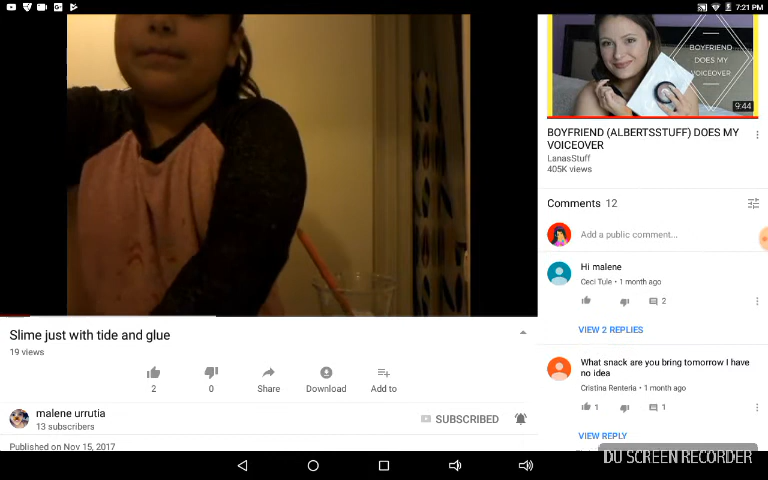 7:21 PM
BOYFRIEND
DOES MY
VOICEOVER
9:44
BOYFRIEND (ALBERTSSTUFF) DOES MY
VOICEOVER
LanasStuff
405K views
Comments 12
Add a public comment...
Hi malene
Ceci Tule • 1 month ago
2
VIEW 2 REPLIES
What snack are you bring tomorrow I have
no idea
Cristina Renteria • 1 month ago
1 1
VIEW REPLY
Slime just with tide and glue
19 views
2 0 Share Download Add to
malene urrutia
13 subscribers
SUBSCRIBED
Published on Nov 15, 2017
DU SCREEN RECORDER